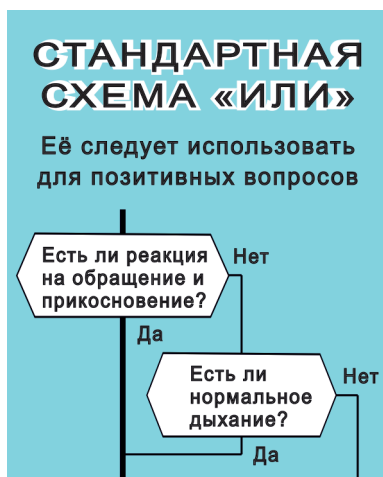 СТАНДАРТНАЯ
СХЕМА «ИЛИ»
Её следует использовать
для позитивных вопросов
Есть ли реакция
на обращение и
прикосновение?
Нет
Да
Есть ли
нормальное
дыхание?
Нет
Да